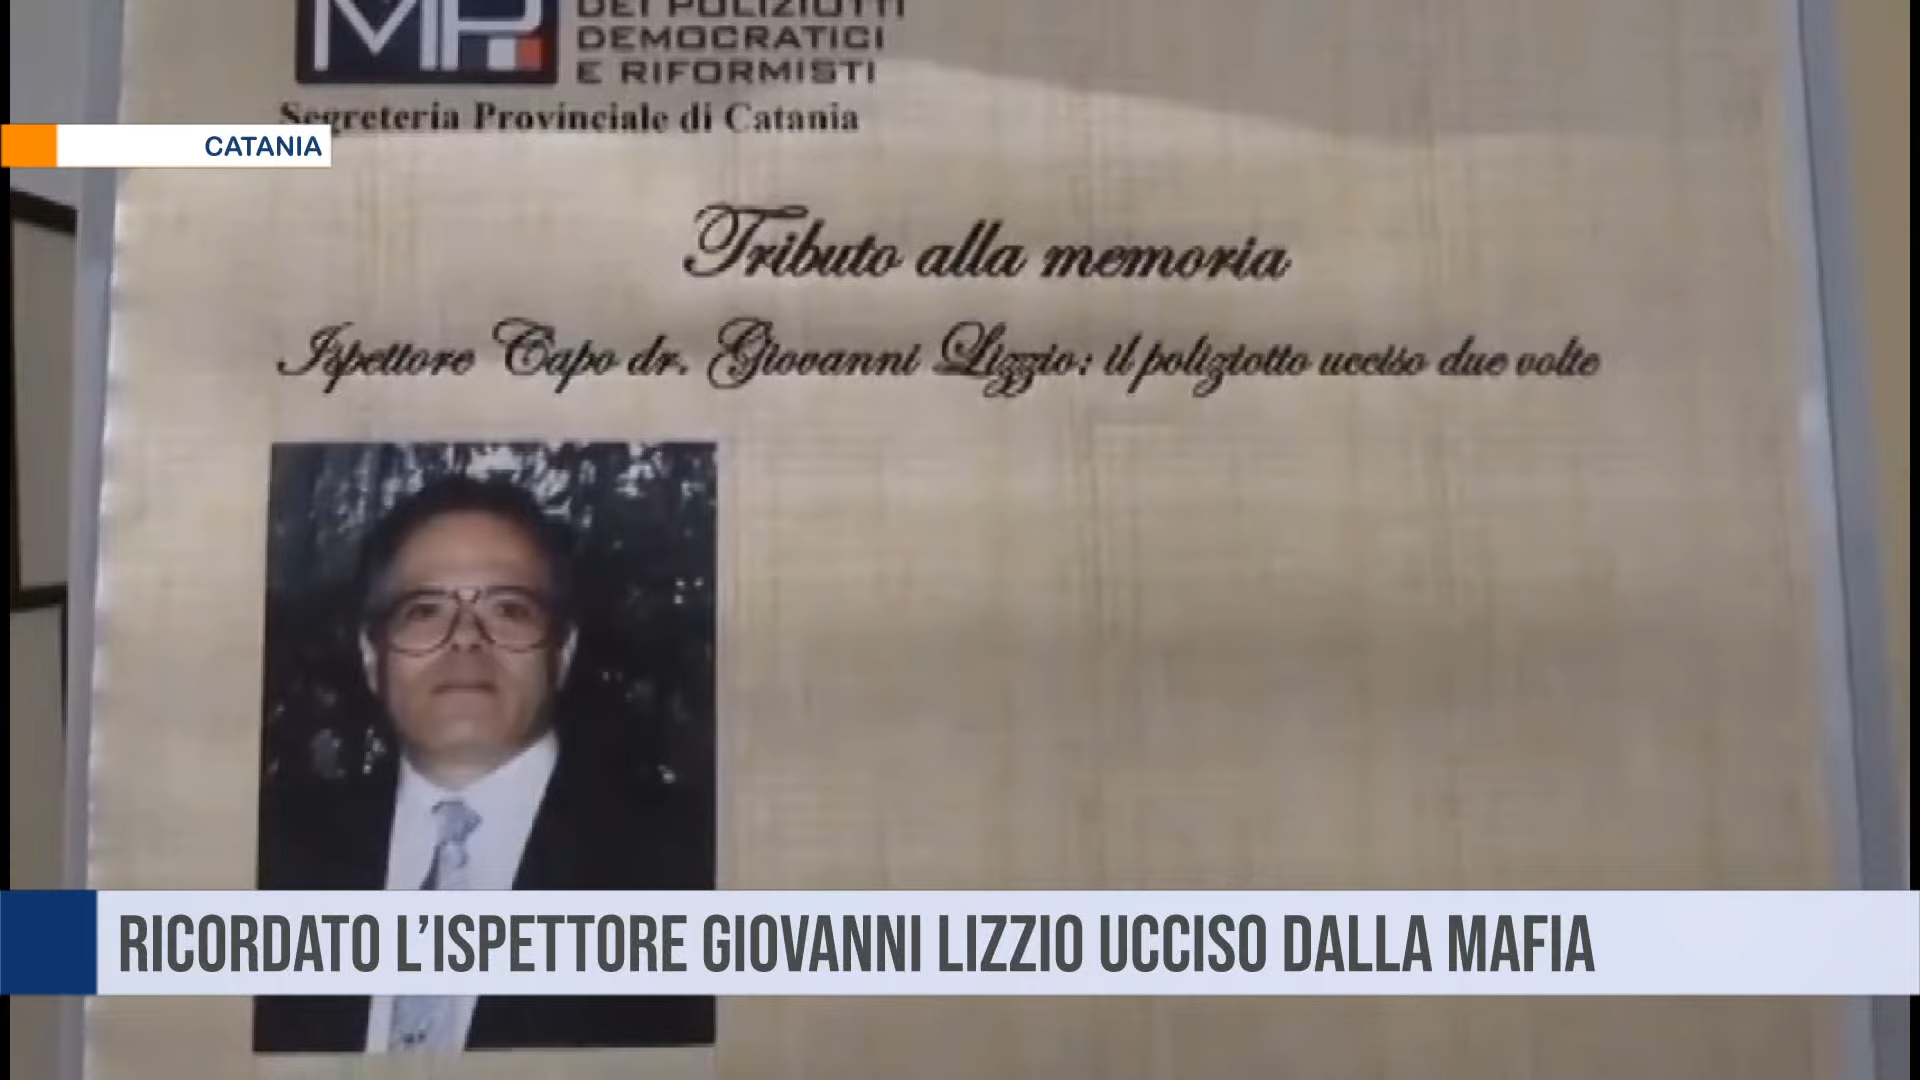 MP
DEI POLIZIOTTI
DEMOCRATICI
E RIFORMISTI
Segreteria Provinciale di Catania
CATANIA
Tributo alla memoria
Ispettore Capo dr. Giovanni Lizzio: il poliziotto ucciso due volte
RICORDATO L’ISPETTORE GIOVANNI LIZZIO UCCISO DALLA MAFIA